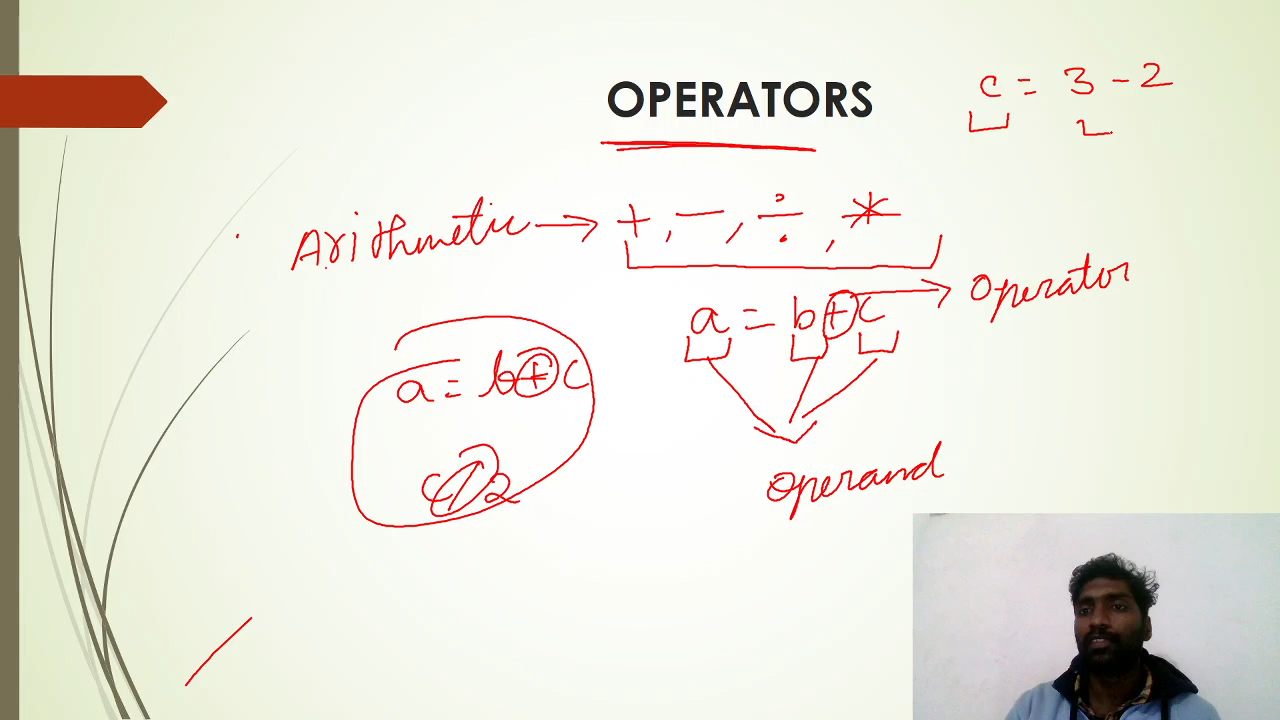 OPERATORS
c = 3 - 2
Arithmetic → +, −, ÷, *
a = b + c → Operator
a = b + c
Operand